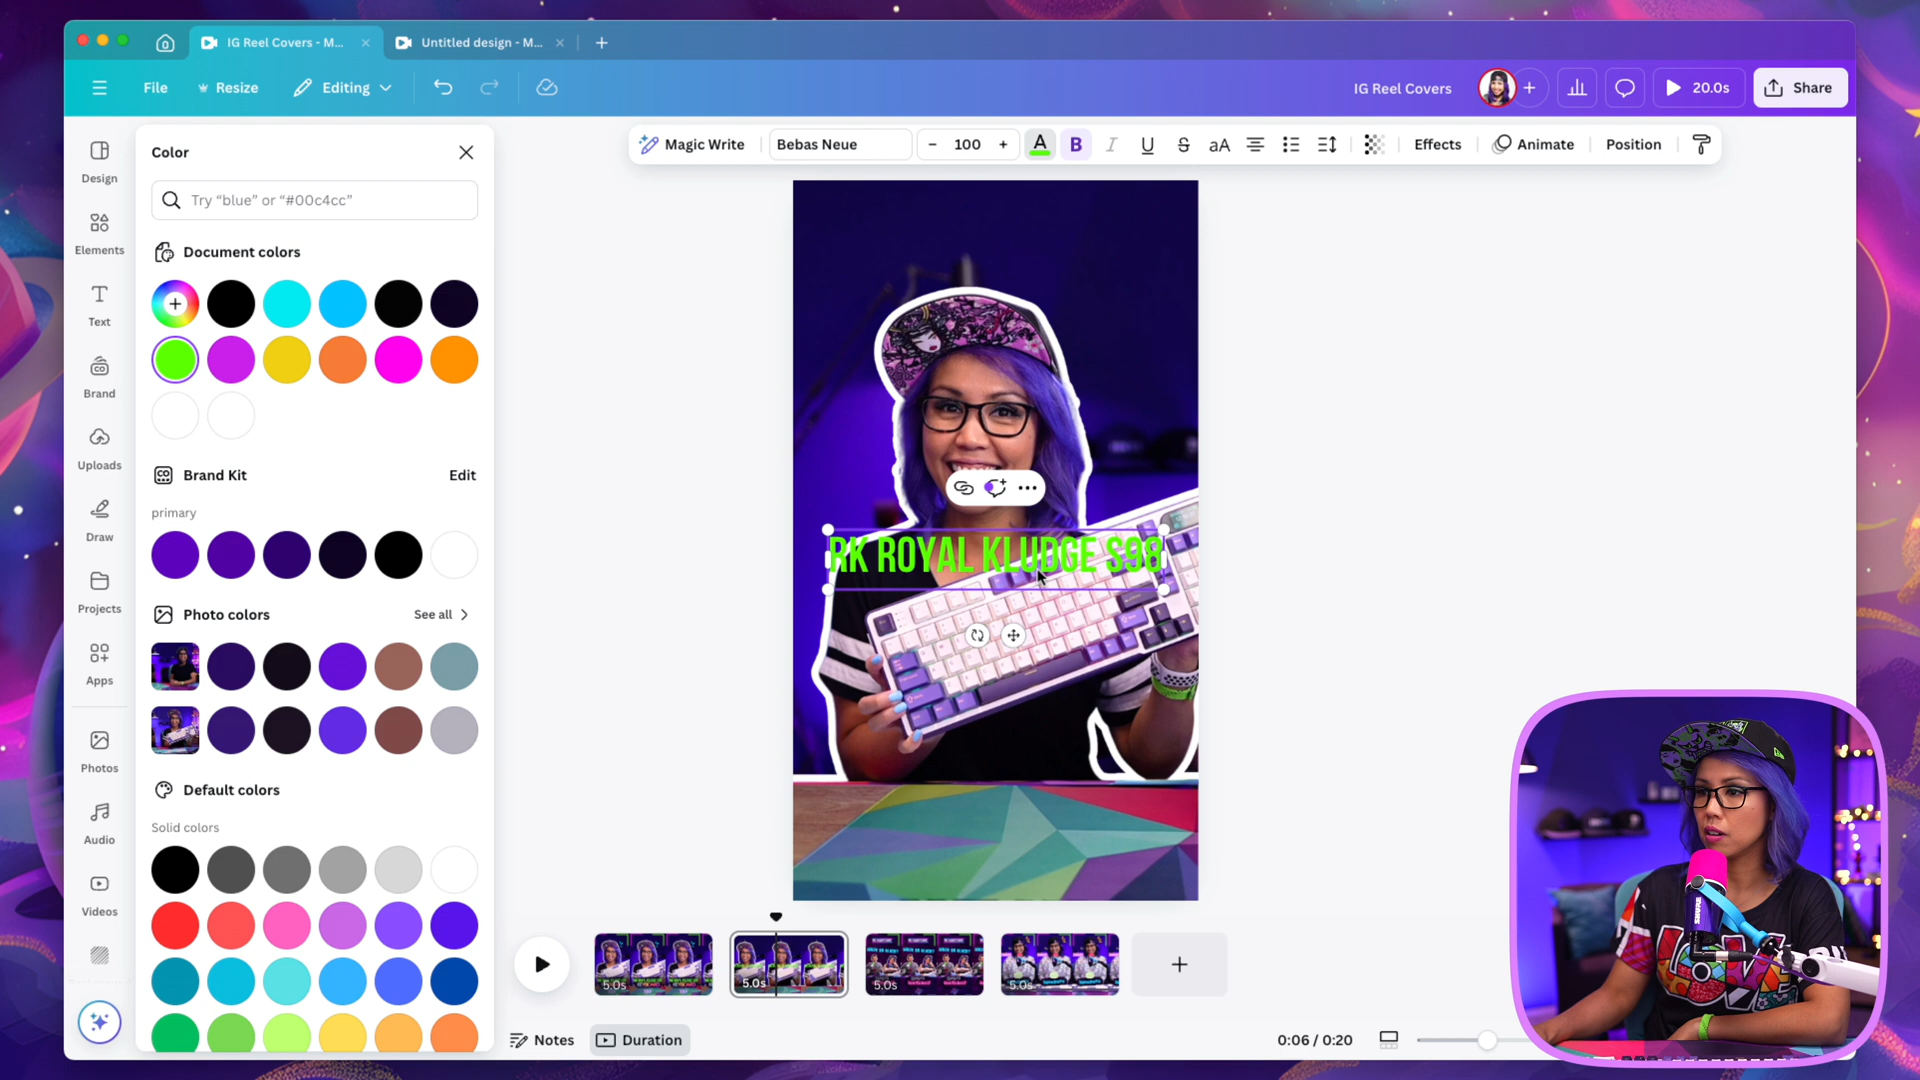 IG Reel Covers - M...
Untitled design - M...
File
Resize
Editing
IG Reel Covers
20.0s
Share
Design
Elements
Text
Brand
Uploads
Draw
Projects
Apps
Photos
Audio
Videos
Color
Try “blue” or “#00c4cc”
Document colors
Brand Kit
Edit
primary
Photo colors
See all
Default colors
Solid colors
Magic Write
Bebas Neue
100
A
B
I
U
S
aA
Effects
Animate
Position
RK ROYAL KLUDGE S98
5.0s
5.0s
5.0s
5.0s
Notes
Duration
0:06 / 0:20
SHURE